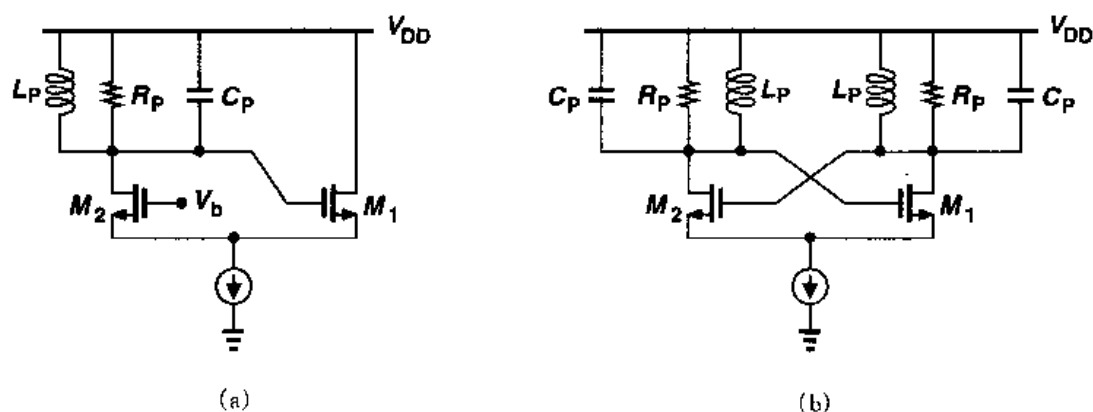 V_DD
L_P R_P C_P
M_2 V_b M_1
(a)
V_DD
C_P R_P L_P L_P R_P C_P
M_2 M_1
(b)